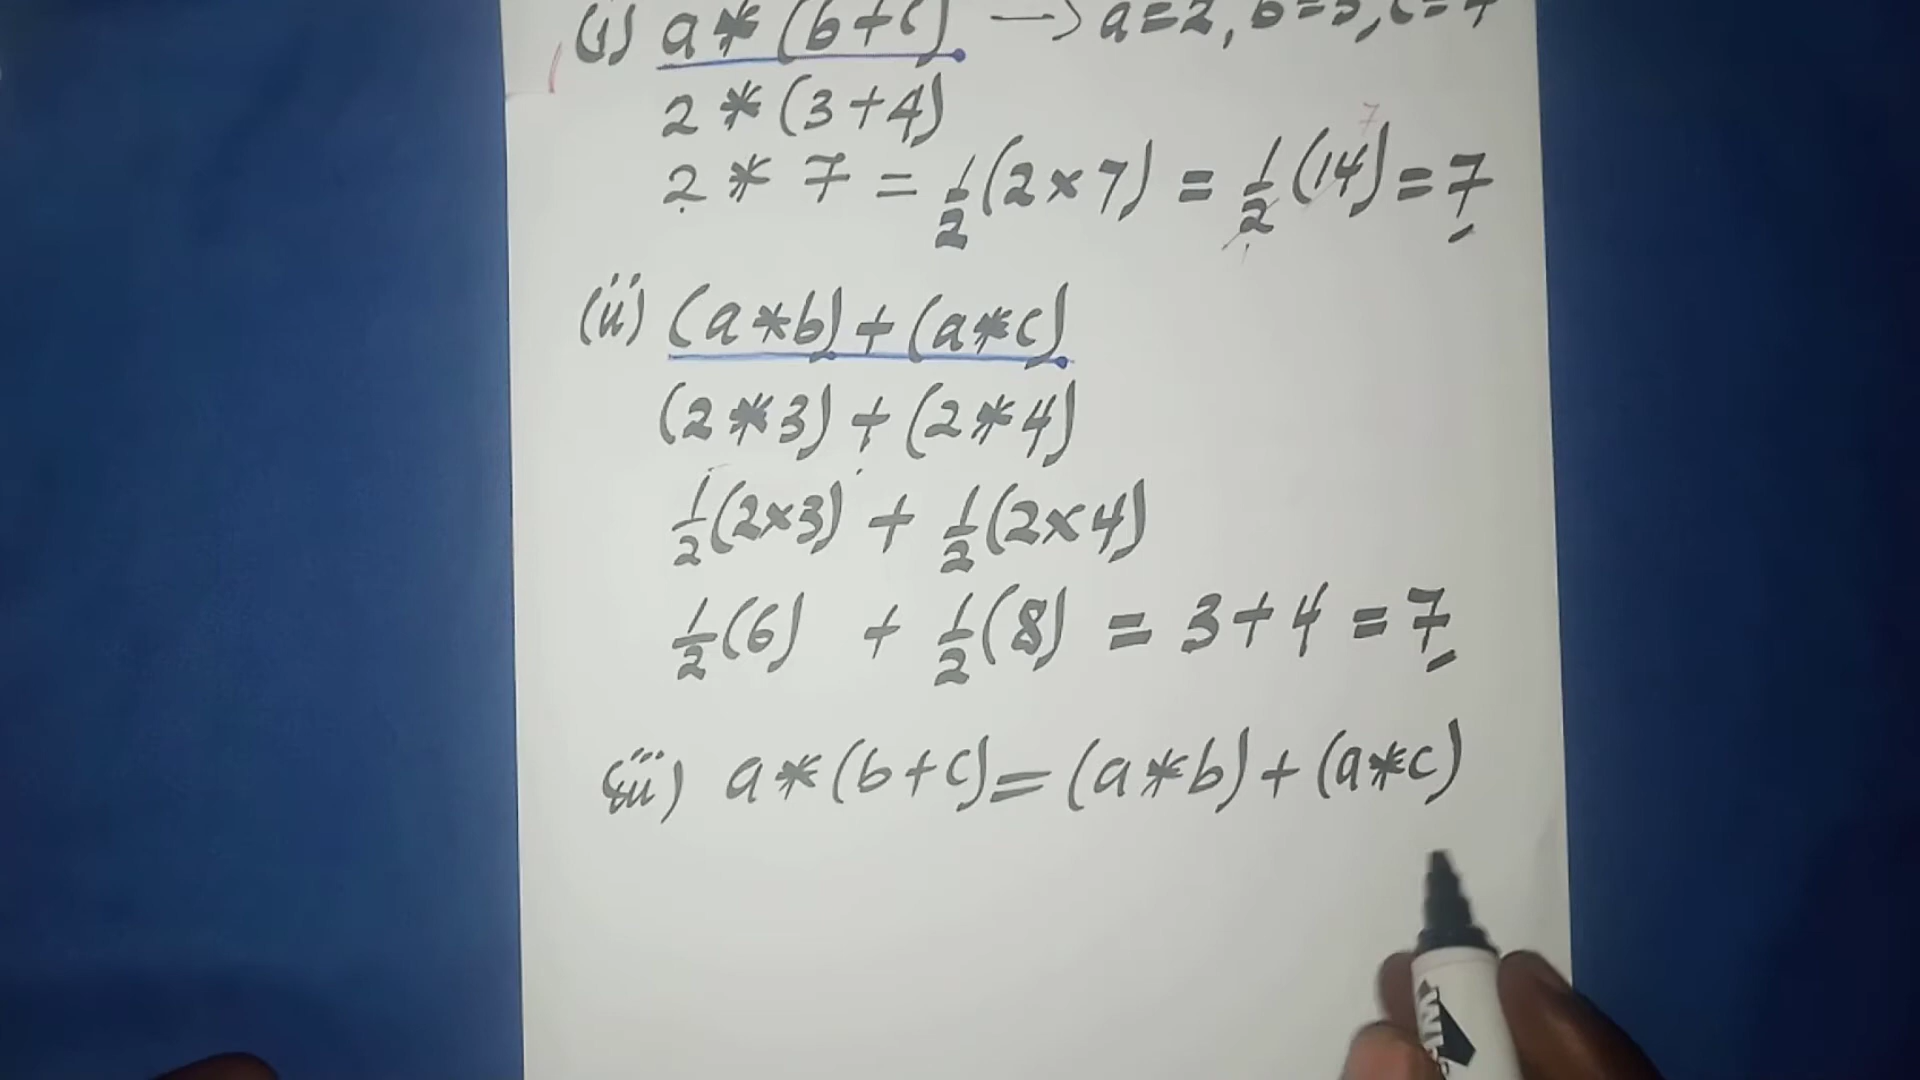 (i) a*(b+c). → a=2, b=3, c=4
2*(3+4)
2 * 7 = 1/2(2×7) = 1/2(14) = 7
7
(ii) (a*b)+(a*c)
(2*3)+(2*4)
1/2(2×3) + 1/2(2×4)
1/2(6) + 1/2(8) = 3+4 = 7
(iii) a*(b+c)=(a*b)+(a*c)